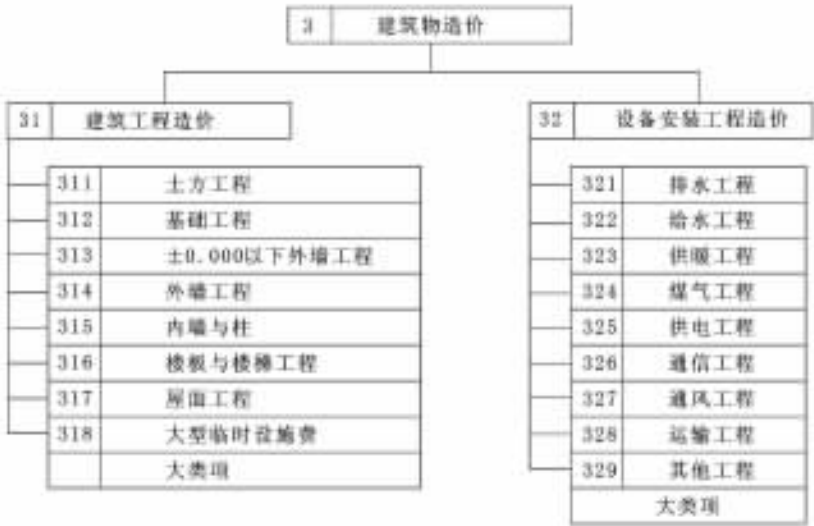 3 建筑物造价
31 建筑工程造价
311 土方工程
312 基础工程
313 ±0.000以下外墙工程
314 外墙工程
315 内墙与柱
316 楼板与楼梯工程
317 屋面工程
318 大型临时设施费
大类项
32 设备安装工程造价
321 排水工程
322 给水工程
323 供暖工程
324 煤气工程
325 供电工程
326 通信工程
327 通风工程
328 运输工程
329 其他工程
大类项